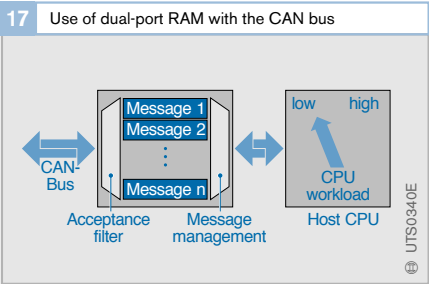 17 Use of dual-port RAM with the CAN bus
Message 1
Message 2
Message n
CAN-
Bus
Acceptance
filter
Message
management
low high
CPU
workload
Host CPU
UTS0340E